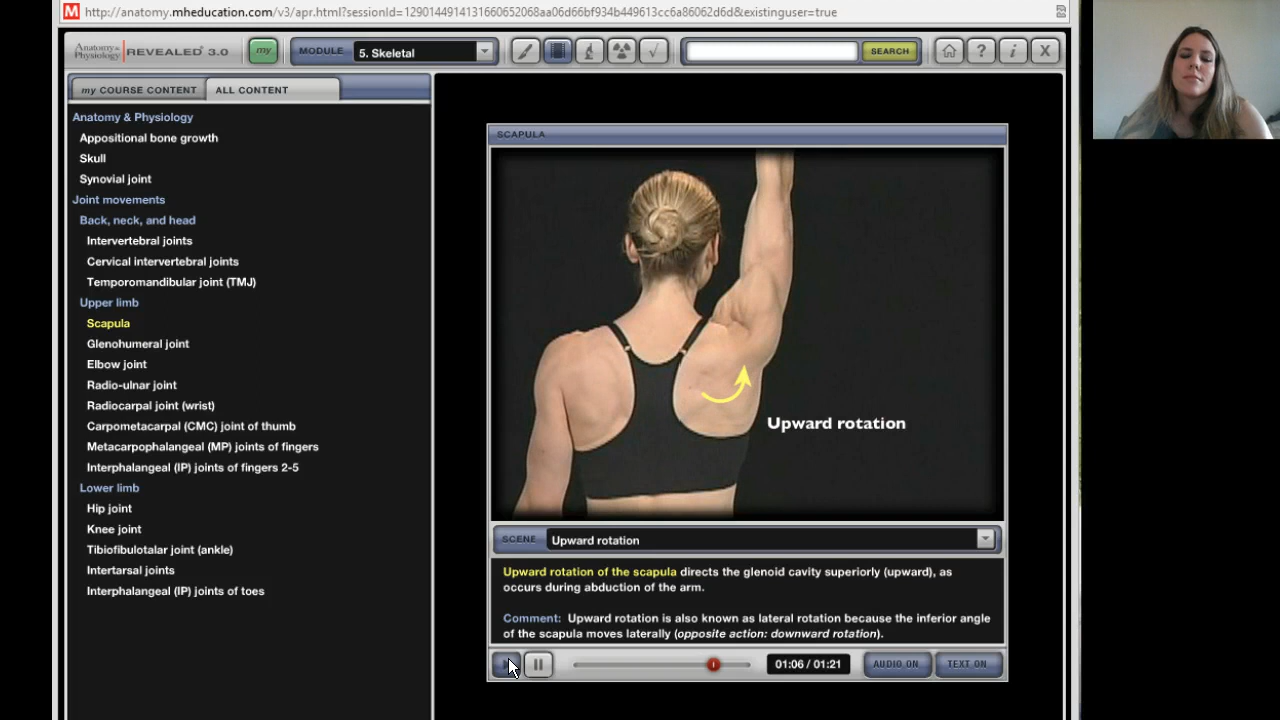 http://anatomy.mheducation.com/v3/apr.html?sessionId=1290144914131660652068aa06d66bf934b449613cc6a86062d6d&existinguser=true
Anatomy & Physiology REVEALED® 3.0
my
MODULE 5. Skeletal
SEARCH
? i X
my COURSE CONTENT
ALL CONTENT
Anatomy & Physiology
Appositional bone growth
Skull
Synovial joint
Joint movements
Back, neck, and head
Intervertebral joints
Cervical intervertebral joints
Temporomandibular joint (TMJ)
Upper limb
Scapula
Glenohumeral joint
Elbow joint
Radio-ulnar joint
Radiocarpal joint (wrist)
Carpometacarpal (CMC) joint of thumb
Metacarpophalangeal (MP) joints of fingers
Interphalangeal (IP) joints of fingers 2-5
Lower limb
Hip joint
Knee joint
Tibiofibulotalar joint (ankle)
Intertarsal joints
Interphalangeal (IP) joints of toes
SCAPULA
Upward rotation
SCENE Upward rotation
Upward rotation of the scapula directs the glenoid cavity superiorly (upward), as
occurs during abduction of the arm.
Comment: Upward rotation is also known as lateral rotation because the inferior angle
of the scapula moves laterally (opposite action: downward rotation).
01:06 / 01:21
AUDIO ON
TEXT ON